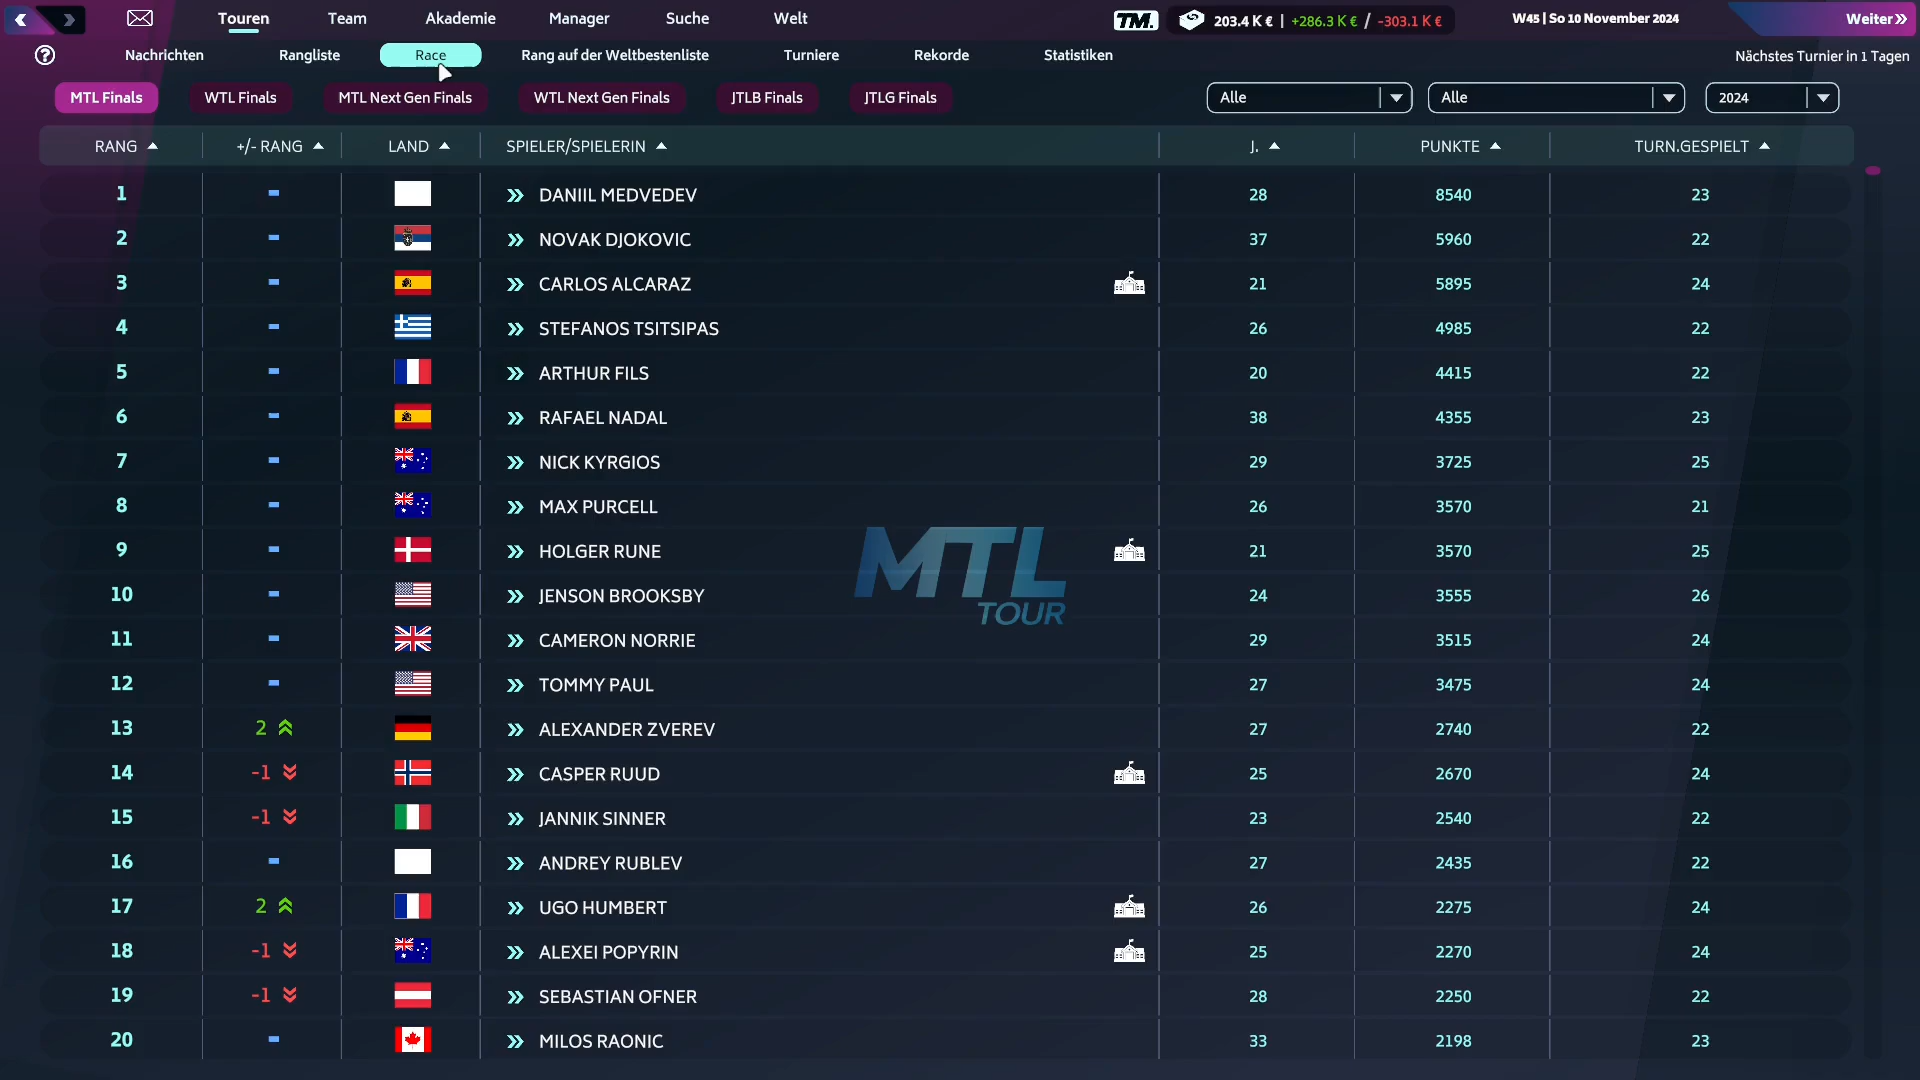 Touren Team Akademie Manager Suche Welt TM. 203.4 K € | +286.3 K € / -303.1 K € W45 | So 10 November 2024 Weiter
Nachrichten Rangliste Race Rang auf der Weltbestenliste Turniere Rekorde Statistiken Nächstes Turnier in 1 Tagen
MTL Finals WTL Finals MTL Next Gen Finals WTL Next Gen Finals JTLB Finals JTLG Finals Alle Alle 2024
RANG +/- RANG LAND SPIELER/SPIELERIN J. PUNKTE TURN.GESPIELT
1 - DANIIL MEDVEDEV 28 8540 23
2 - NOVAK DJOKOVIC 37 5960 22
3 - CARLOS ALCARAZ 21 5895 24
4 - STEFANOS TSITSIPAS 26 4985 22
5 - ARTHUR FILS 20 4415 22
6 - RAFAEL NADAL 38 4355 23
7 - NICK KYRGIOS 29 3725 25
8 - MAX PURCELL 26 3570 21
9 - HOLGER RUNE 21 3570 25
10 - JENSON BROOKSBY 24 3555 26
11 - CAMERON NORRIE 29 3515 24
12 - TOMMY PAUL 27 3475 24
13 2 ALEXANDER ZVEREV 27 2740 22
14 -1 CASPER RUUD 25 2670 24
15 -1 JANNIK SINNER 23 2540 22
16 - ANDREY RUBLEV 27 2435 22
17 2 UGO HUMBERT 26 2275 24
18 -1 ALEXEI POPYRIN 25 2270 24
19 -1 SEBASTIAN OFNER 28 2250 22
20 - MILOS RAONIC 33 2198 23
MTL
TOUR